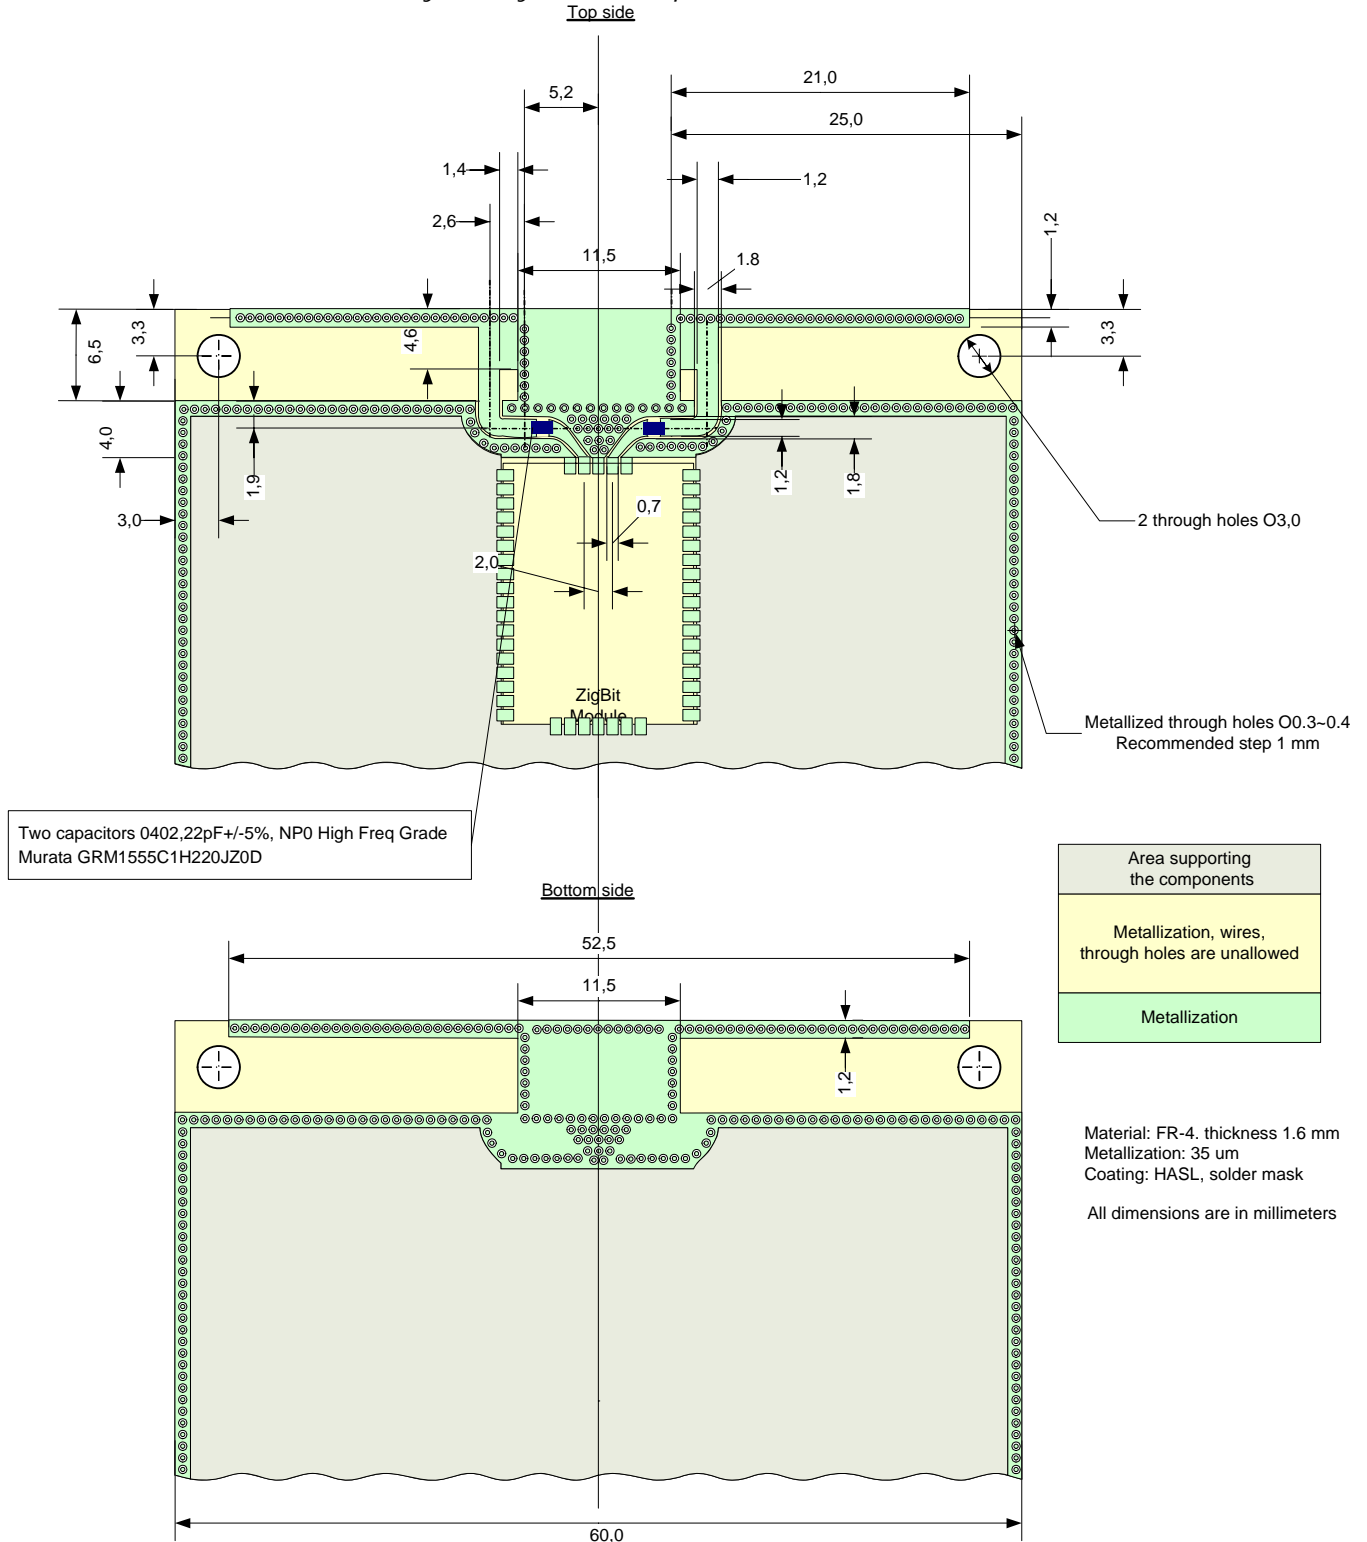 Top side
21,0
5,2
25,0
1,4
1,2
2,6
1,2
11,5
1.8
3,3
6,5
4,6
3,3
4,0
1,9
1,2
1,8
3,0
0,7
2 through holes O3,0
2,0
ZigBit
Module
Metallized through holes O0.3~0.4
Recommended step 1 mm
Two capacitors 0402,22pF+/-5%, NP0 High Freq Grade
Murata GRM1555C1H220JZ0D
Area supporting
the components
Metallization, wires,
through holes are unallowed
Metallization
Bottom side
52,5
11,5
1,2
Material: FR-4. thickness 1.6 mm
Metallization: 35 um
Coating: HASL, solder mask
All dimensions are in millimeters
60,0